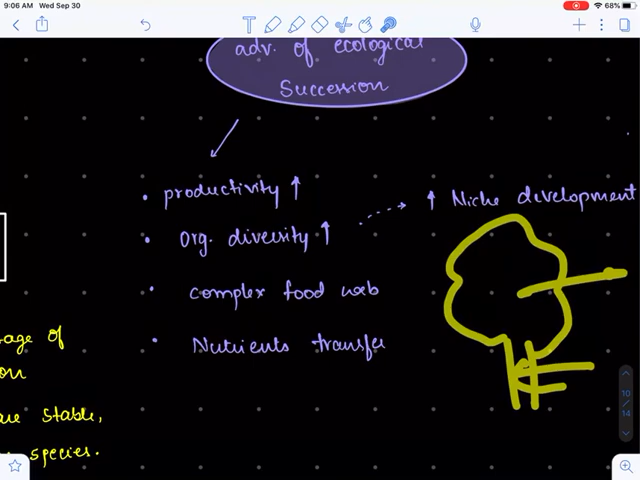 9:06 AM Wed Sep 30
68%
adv. of ecological
Succession
• productivity ↑
• Org. diversity ↑ ⇢ ↑ Niche development
• complex food web
• Nutrients transfer
age of
on
stable,
species.
10
/
14